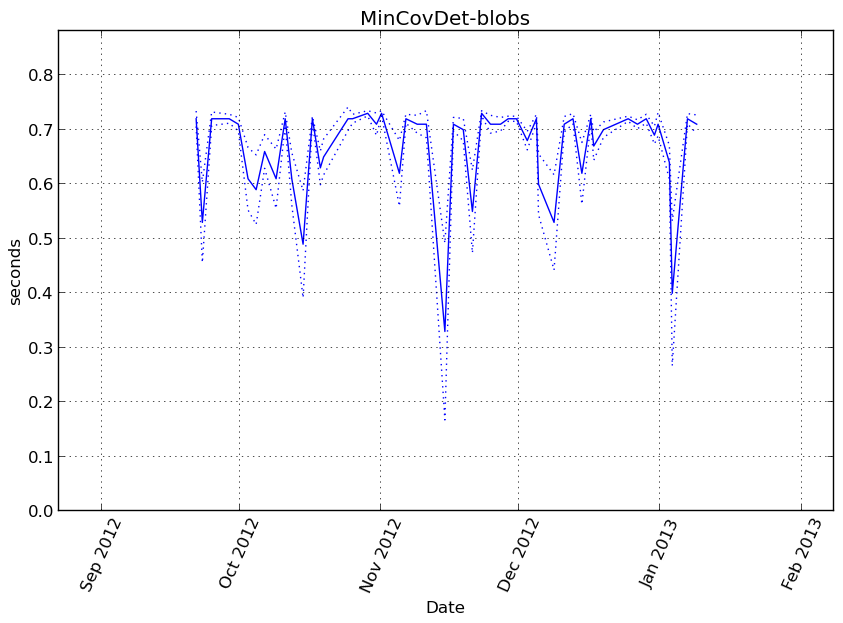 MinCovDet-blobs
0.8
0.7
0.6
0.5
0.4
0.3
0.2
0.1
0.0
seconds
Sep 2012
Oct 2012
Nov 2012
Dec 2012
Jan 2013
Feb 2013
Date